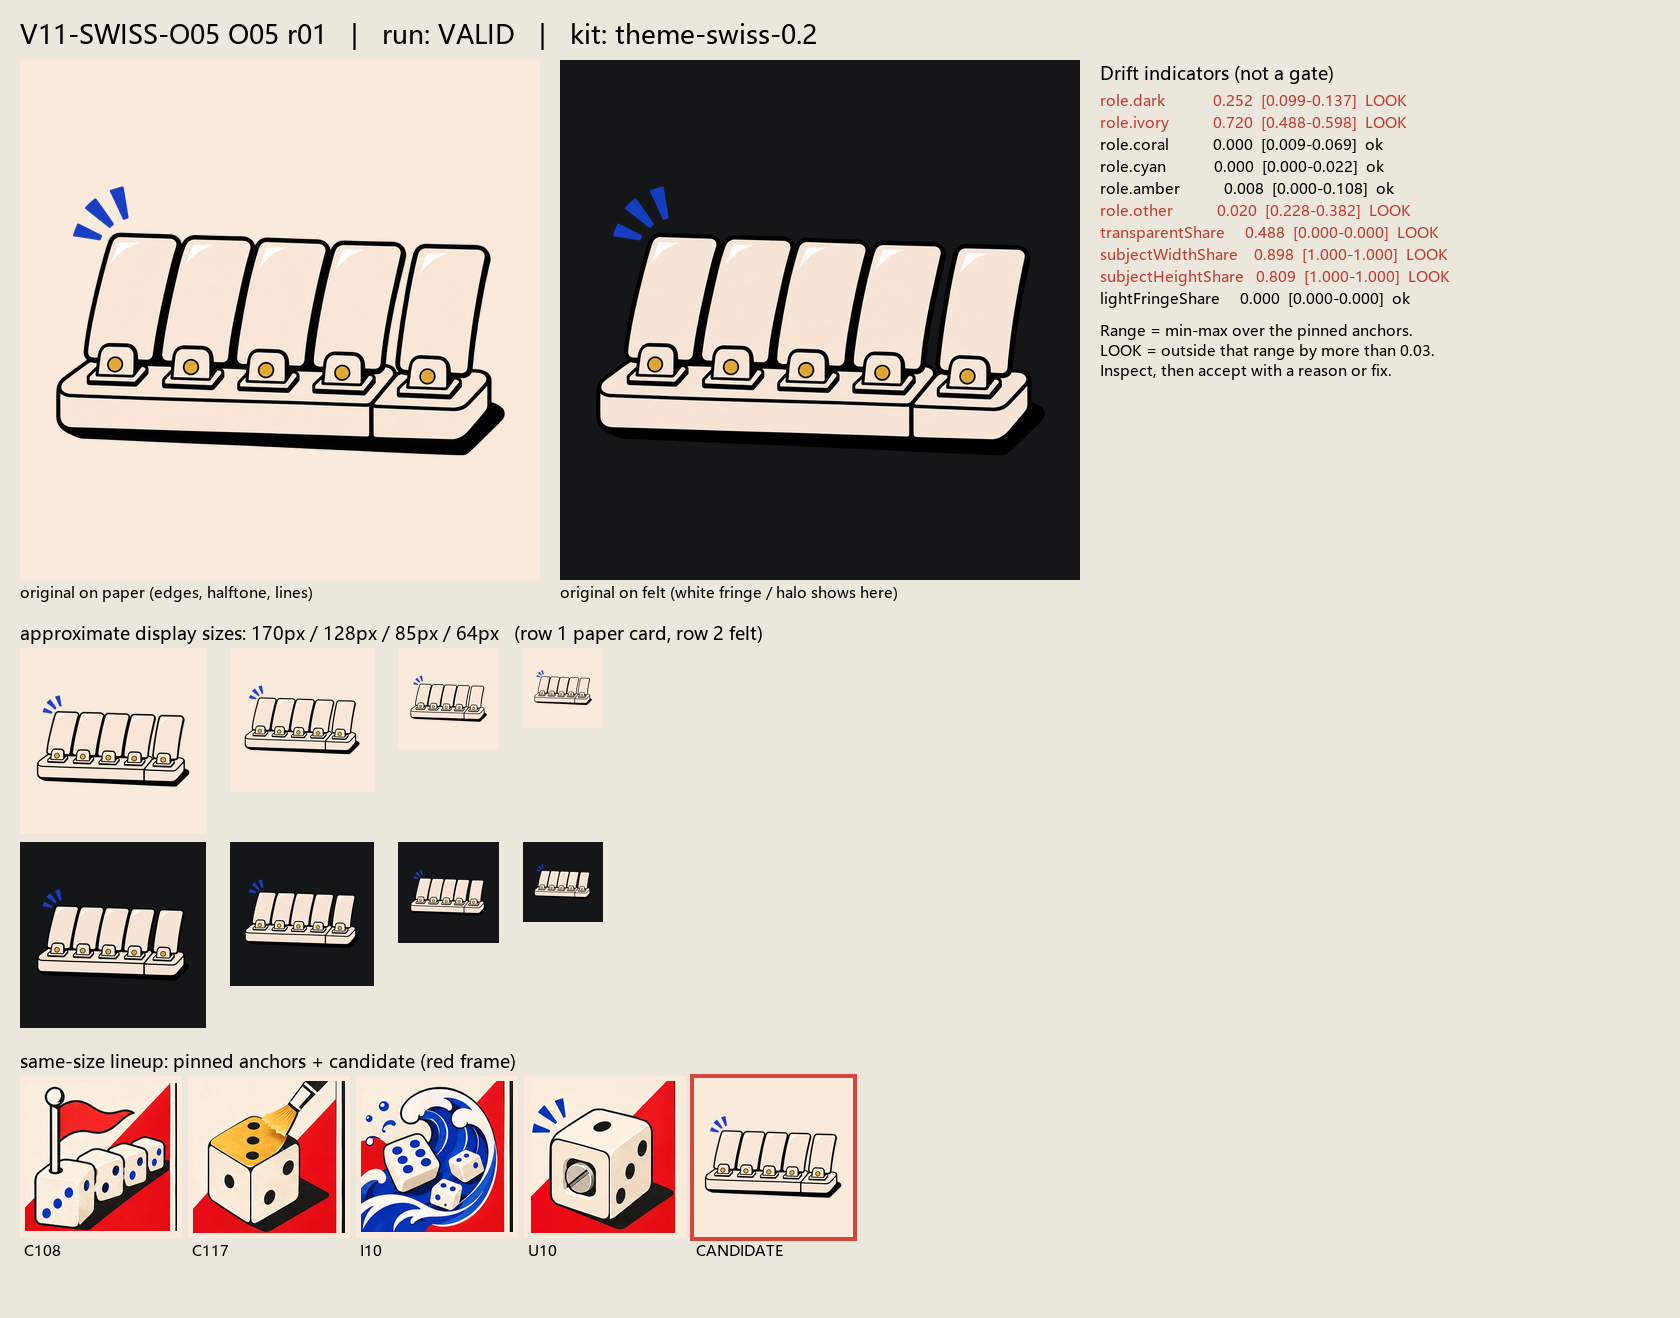 V11-SWISS-O05 O05 r01 | run: VALID | kit: theme-swiss-0.2
Drift indicators (not a gate)
role.dark 0.252 [0.099-0.137] LOOK
role.ivory 0.720 [0.488-0.598] LOOK
role.coral 0.000 [0.009-0.069] ok
role.cyan 0.000 [0.000-0.022] ok
role.amber 0.008 [0.000-0.108] ok
role.other 0.020 [0.228-0.382] LOOK
transparentShare 0.488 [0.000-0.000] LOOK
subjectWidthShare 0.898 [1.000-1.000] LOOK
subjectHeightShare 0.809 [1.000-1.000] LOOK
lightFringeShare 0.000 [0.000-0.000] ok
Range = min-max over the pinned anchors.
LOOK = outside that range by more than 0.03.
Inspect, then accept with a reason or fix.
original on paper (edges, halftone, lines)
original on felt (white fringe / halo shows here)
approximate display sizes: 170px / 128px / 85px / 64px (row 1 paper card, row 2 felt)
same-size lineup: pinned anchors + candidate (red frame)
C108
C117
I10
U10
CANDIDATE